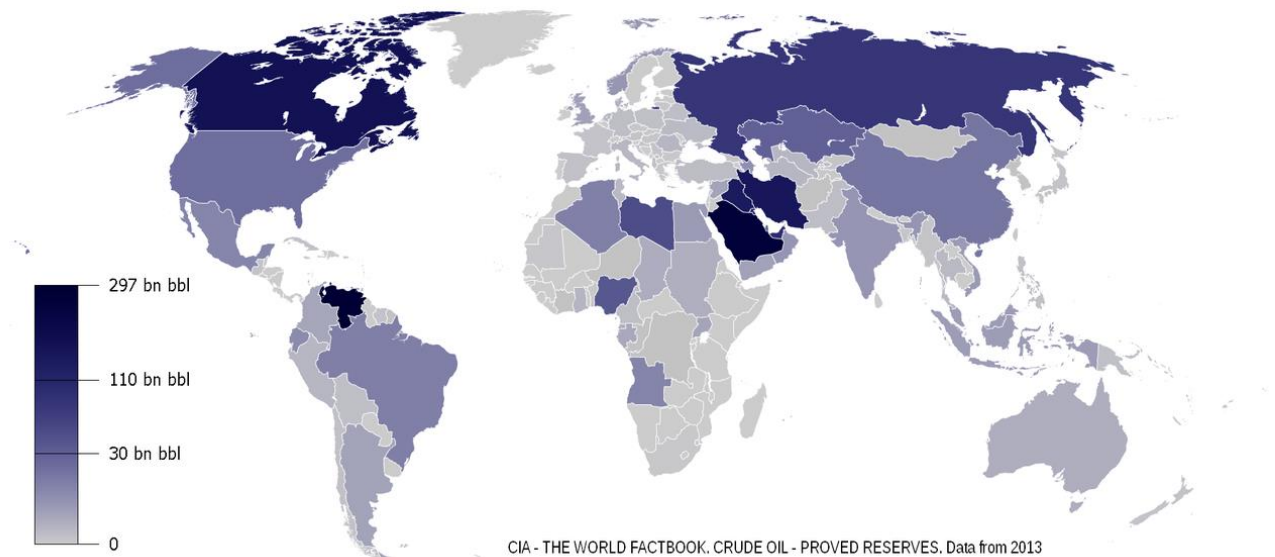 297 bn bbl
110 bn bbl
30 bn bbl
0
CIA - THE WORLD FACTBOOK. CRUDE OIL - PROVED RESERVES. Data from 2013